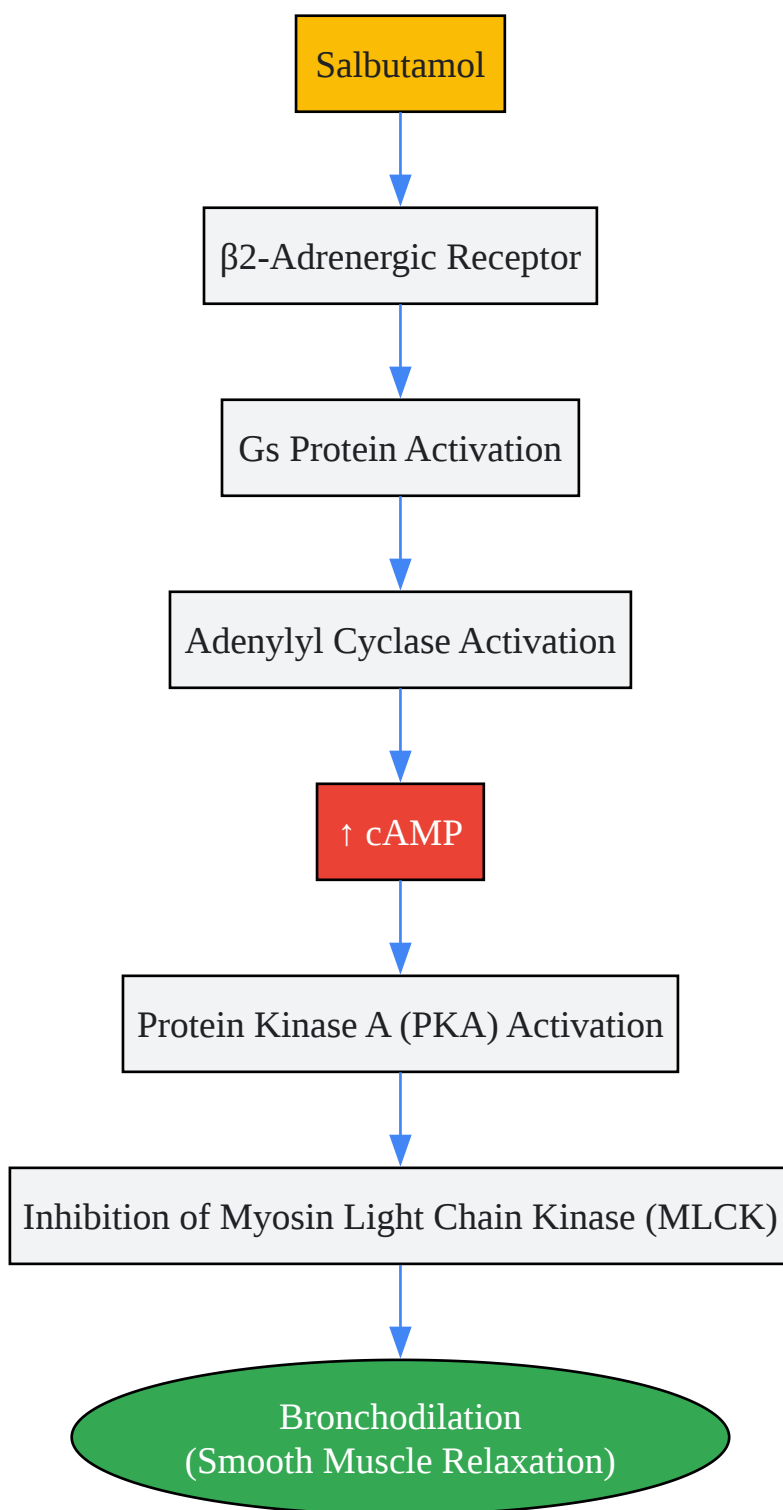 Salbutamol
β2-Adrenergic Receptor
Gs Protein Activation
Adenylyl Cyclase Activation
↑ cAMP
Protein Kinase A (PKA) Activation
Inhibition of Myosin Light Chain Kinase (MLCK)
Bronchodilation
(Smooth Muscle Relaxation)